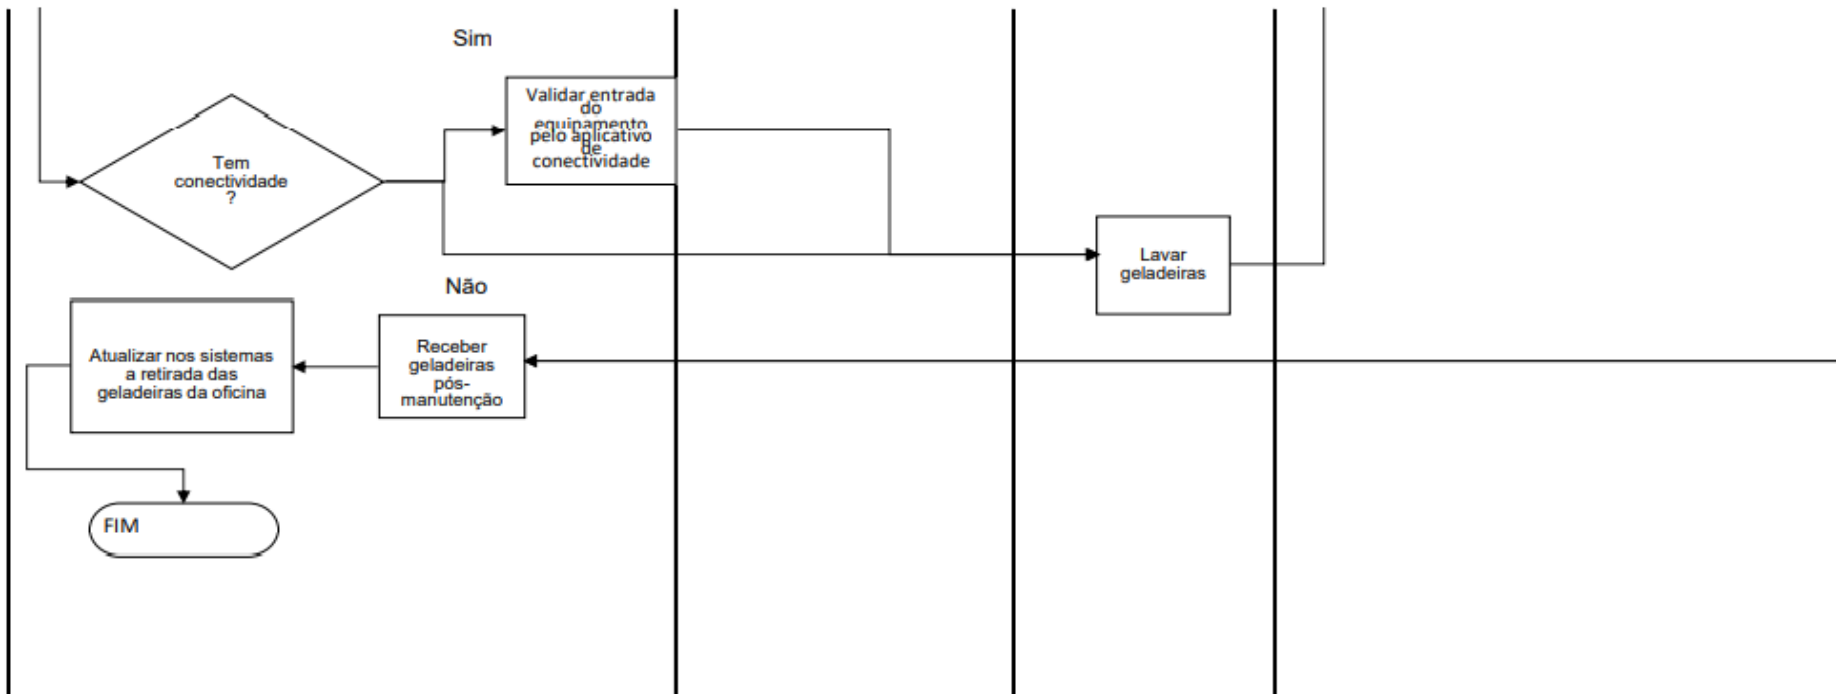 Sim
Validar entrada
do
equipamento
pelo aplicativo
de
conectividade
Tem
conectividade
?
Lavar
geladeiras
Não
Receber
geladeiras
pós-
manutenção
Atualizar nos sistemas
a retirada das
geladeiras da oficina
FIM